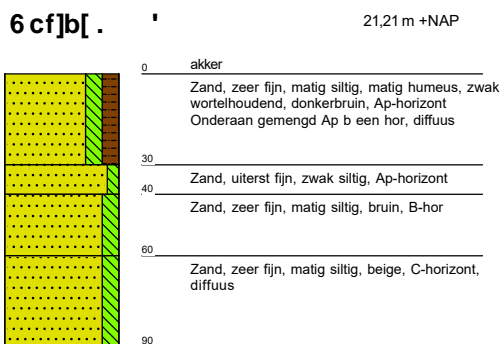 6 cf]b[ . '
21,21 m +NAP
0
akker
Zand, zeer fijn, matig siltig, matig humeus, zwak
wortelhoudend, donkerbruin, Ap-horizont
Onderaan gemengd Ap b een hor, diffuus
30
Zand, uiterst fijn, zwak siltig, Ap-horizont
40
Zand, zeer fijn, matig siltig, bruin, B-hor
60
Zand, zeer fijn, matig siltig, beige, C-horizont,
diffuus
90